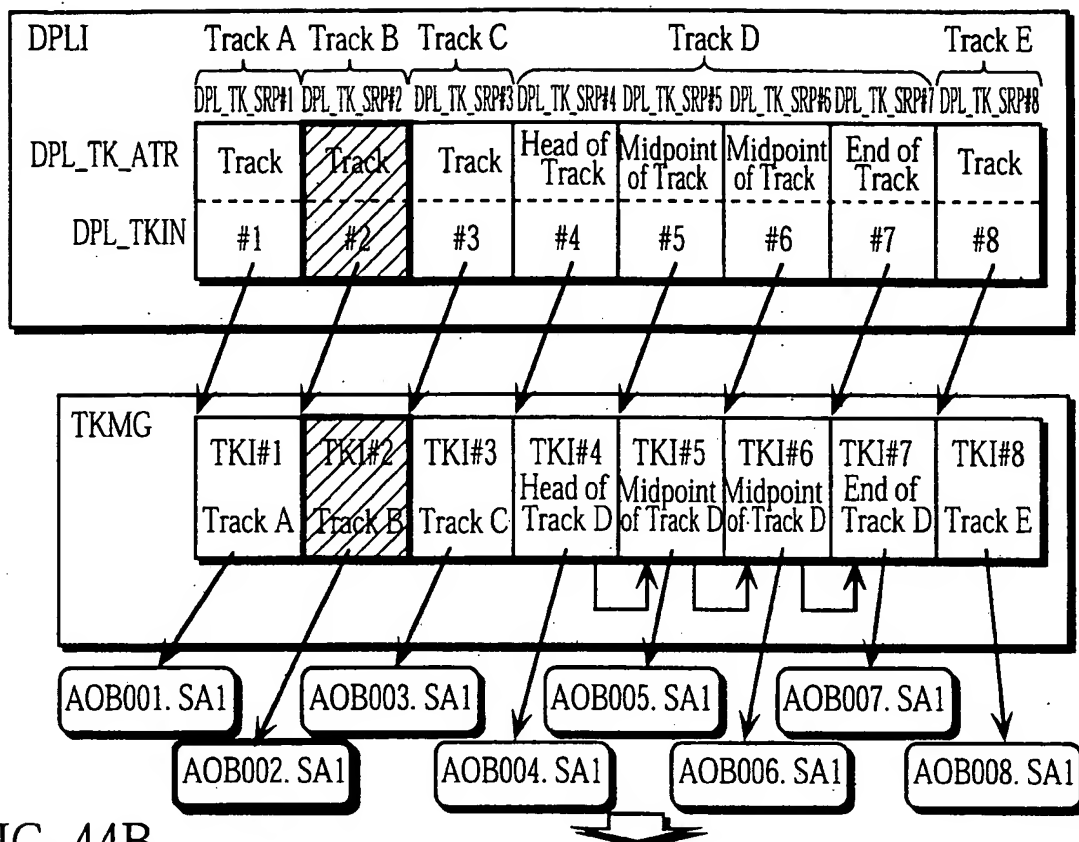 DPLI Track A Track B Track C Track D Track E
DPL_TK_SRP#1 DPL_TK_SRP#2 DPL_TK_SRP#3 DPL_TK_SRP#4 DPL_TK_SRP#5 DPL_TK_SRP#6 DPL_TK_SRP#7 DPL_TK_SRP#8
DPL_TK_ATR Track Track Track Head of Track Midpoint of Track Midpoint of Track End of Track Track
DPL_TKIN #1 #2 #3 #4 #5 #6 #7 #8
TKMG
TKI#1 TKI#2 TKI#3 TKI#4 TKI#5 TKI#6 TKI#7 TKI#8
Track A Track B Track C Head of Track D Midpoint of Track D Midpoint of Track D End of Track D Track E
AOB001. SA1 AOB003. SA1 AOB005. SA1 AOB007. SA1
AOB002. SA1 AOB004. SA1 AOB006. SA1 AOB008. SA1
44B